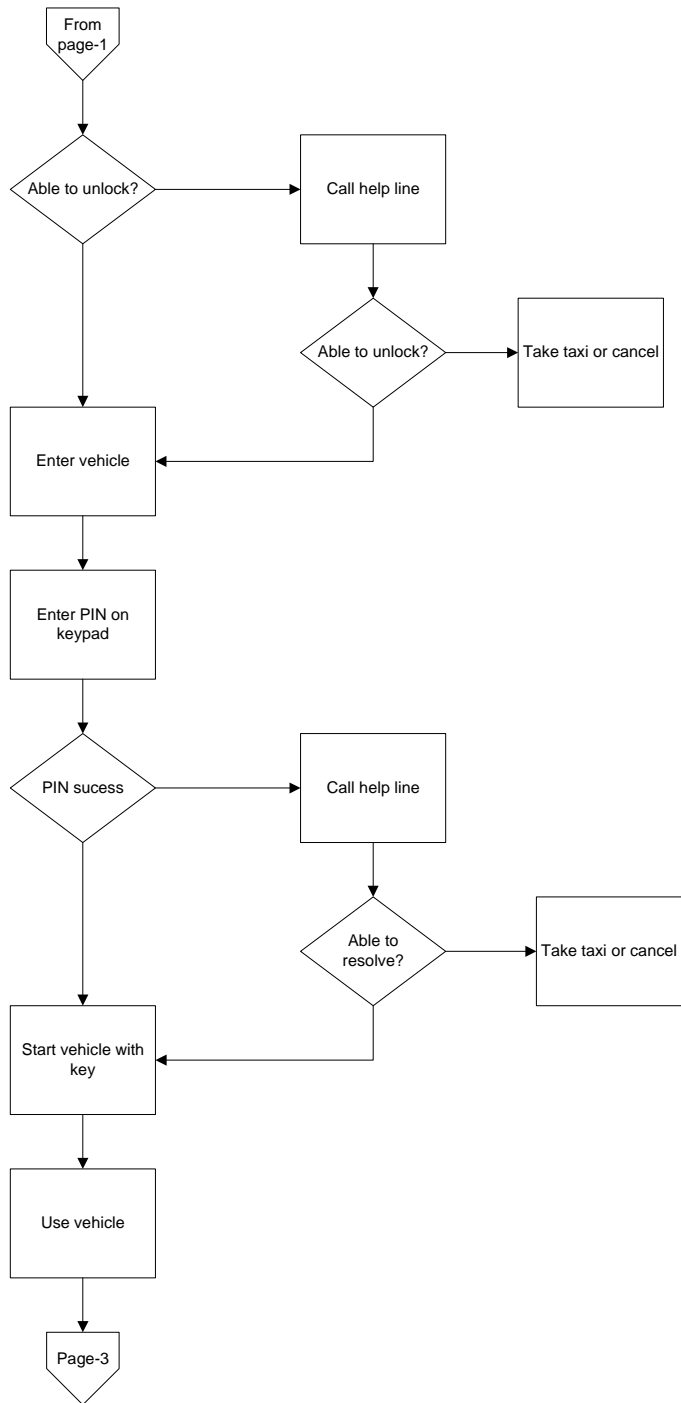 From
page-1
Able to unlock?
Call help line
Able to unlock?
Take taxi or cancel
Enter vehicle
Enter PIN on
keypad
PIN sucess
Call help line
Able to
resolve?
Take taxi or cancel
Start vehicle with
key
Use vehicle
Page-3